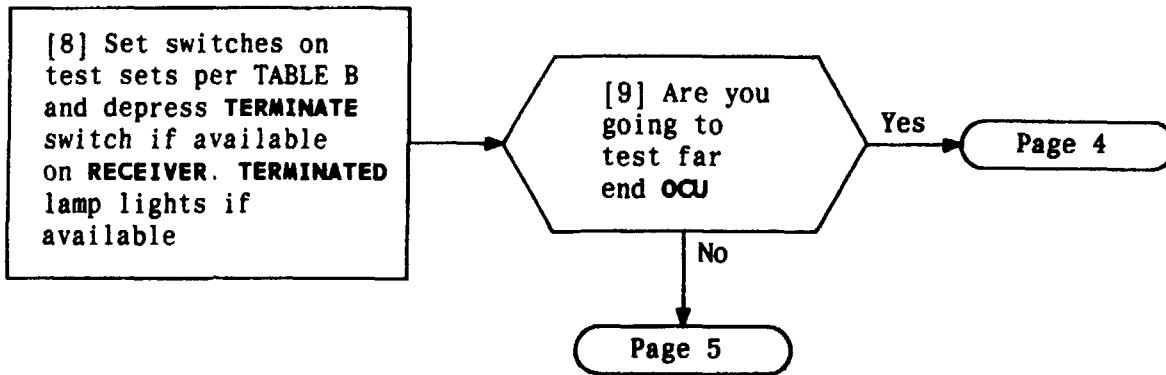 [8] Set switches on
test sets per TABLE B
and depress TERMINATE
switch if available
on RECEIVER. TERMINATED
lamp lights if
available
[9] Are you
going to
test far
end OCU
Yes
Page 4
No
Page 5